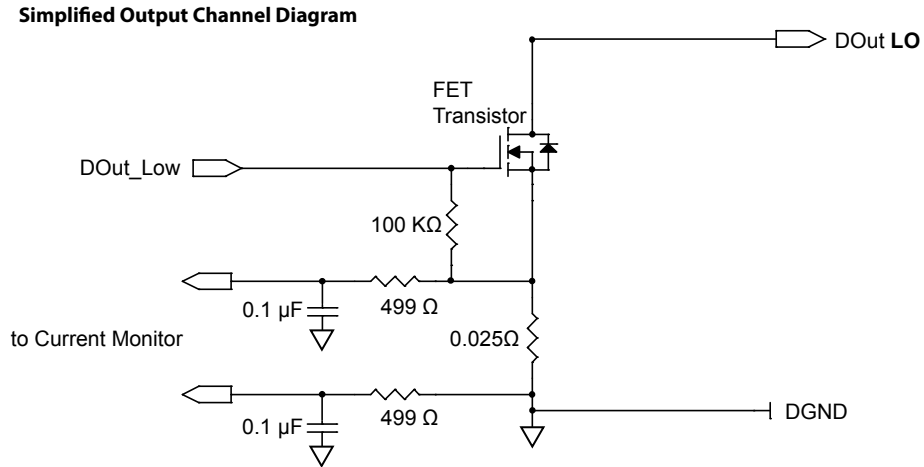 Simplified Output Channel Diagram
DOut LO
FET
Transistor
DOut_Low
100 KΩ
0.1 µF
499 Ω
to Current Monitor
0.025Ω
0.1 µF
499 Ω
DGND